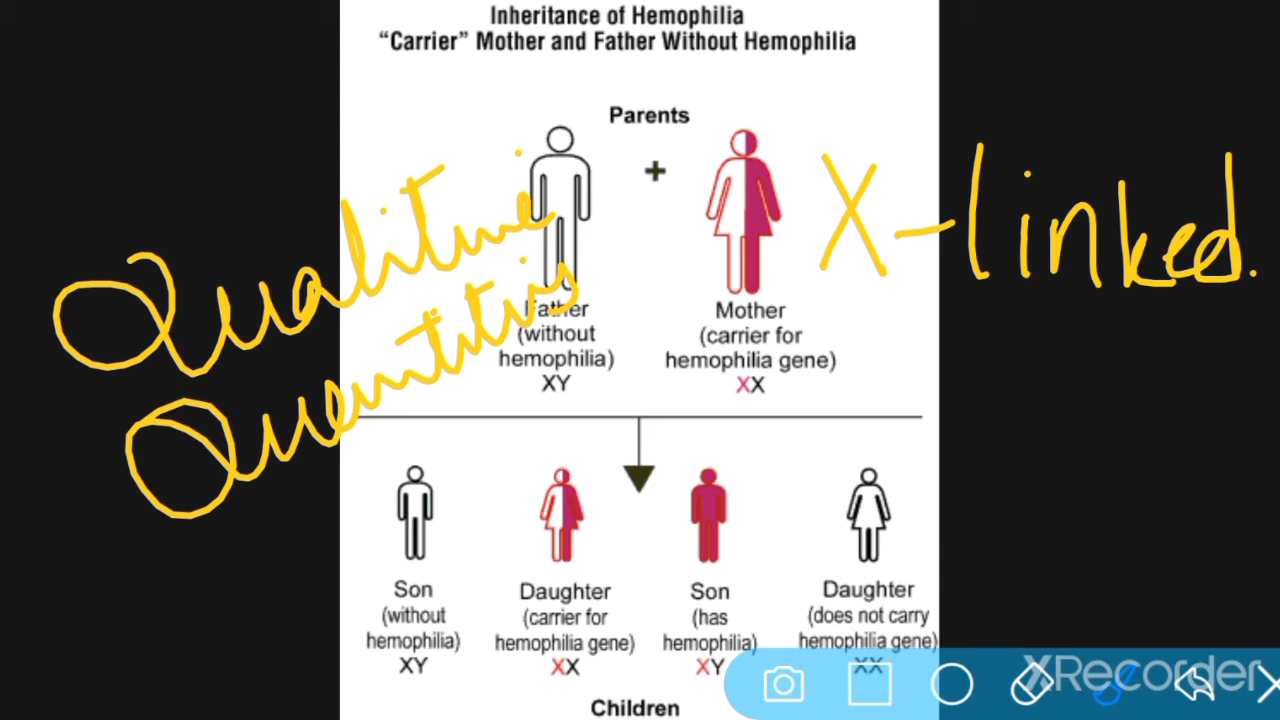 Inheritance of Hemophilia
“Carrier” Mother and Father Without Hemophilia
Parents
+
X-linked.
Qualitive
Father
(without
hemophilia)
XY
Mother
(carrier for
hemophilia gene)
XX
Son
(without
hemophilia)
XY
Daughter
(carrier for
hemophilia gene)
XX
Son
(has
hemophilia)
XY
Daughter
(does not carry
hemophilia gene)
XX
Children
XRecorder